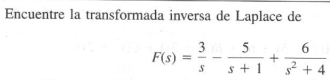 Encuentre la transformada inversa de Laplace de
F(s) = 3/s − 5/(s + 1) + 6/(s² + 4)